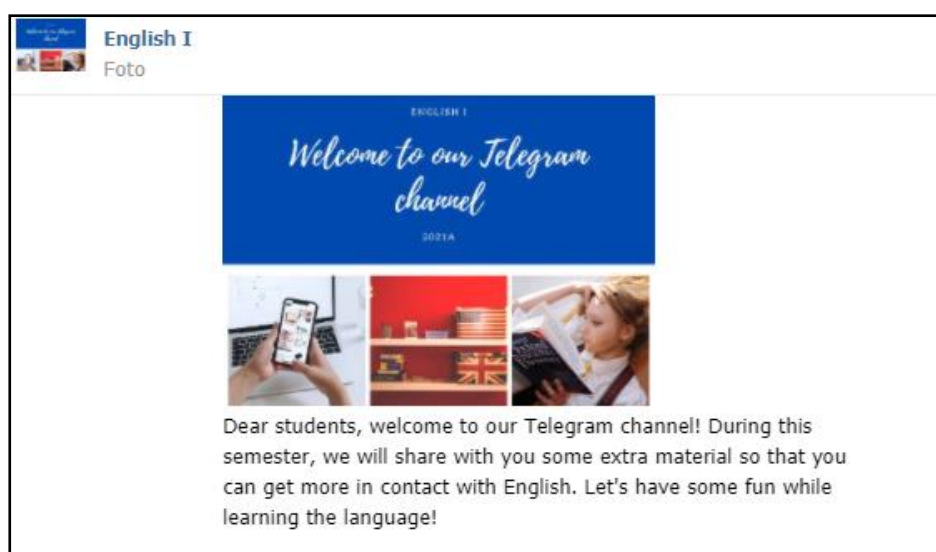 English I
Foto
ENGLISH I
Welcome to our Telegram
channel
2021A
Dear students, welcome to our Telegram channel! During this
semester, we will share with you some extra material so that you
can get more in contact with English. Let's have some fun while
learning the language!